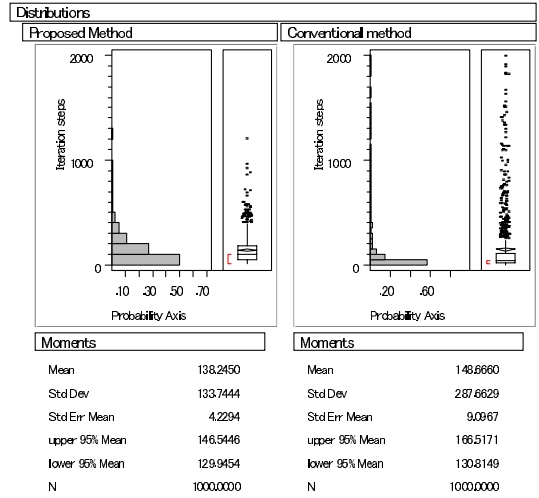 Distributions
Proposed Method
2000
1000
0
Iteration steps
.10 .30 .50 .70
Probability Axis
Moments
Mean 138.2450
Std Dev 133.7444
Std Err Mean 4.2294
upper 95% Mean 146.5446
lower 95% Mean 129.9454
N 1000.0000
Conventional method
2000
1000
0
Iteration steps
.20 .60
Probability Axis
Moments
Mean 148.6660
Std Dev 287.6629
Std Err Mean 9.0967
upper 95% Mean 166.5171
lower 95% Mean 130.8149
N 1000.0000